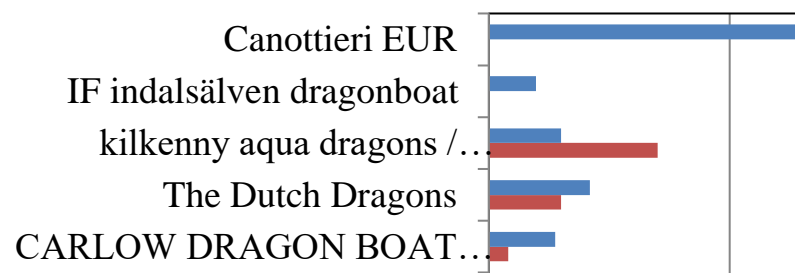 Canottieri EUR
IF indalsälven dragonboat
kilkenny aqua dragons /…
The Dutch Dragons
CARLOW DRAGON BOAT…